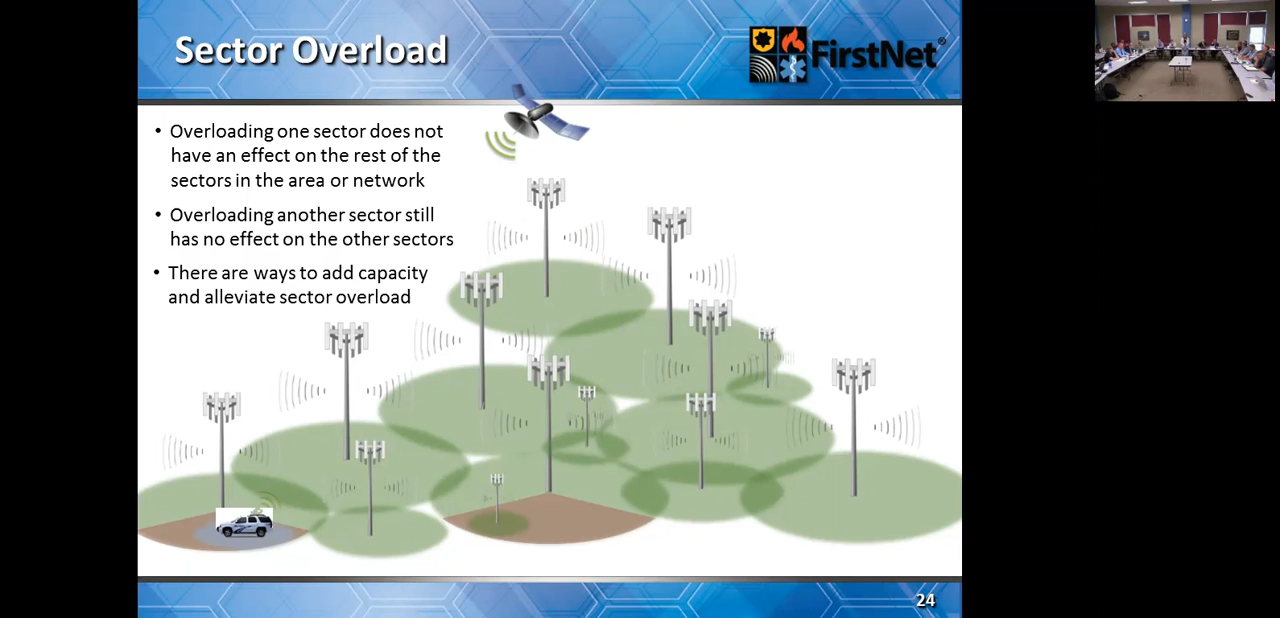 Sector Overload
FirstNet®
• Overloading one sector does not
have an effect on the rest of the
sectors in the area or network
• Overloading another sector still
has no effect on the other sectors
• There are ways to add capacity
and alleviate sector overload
24